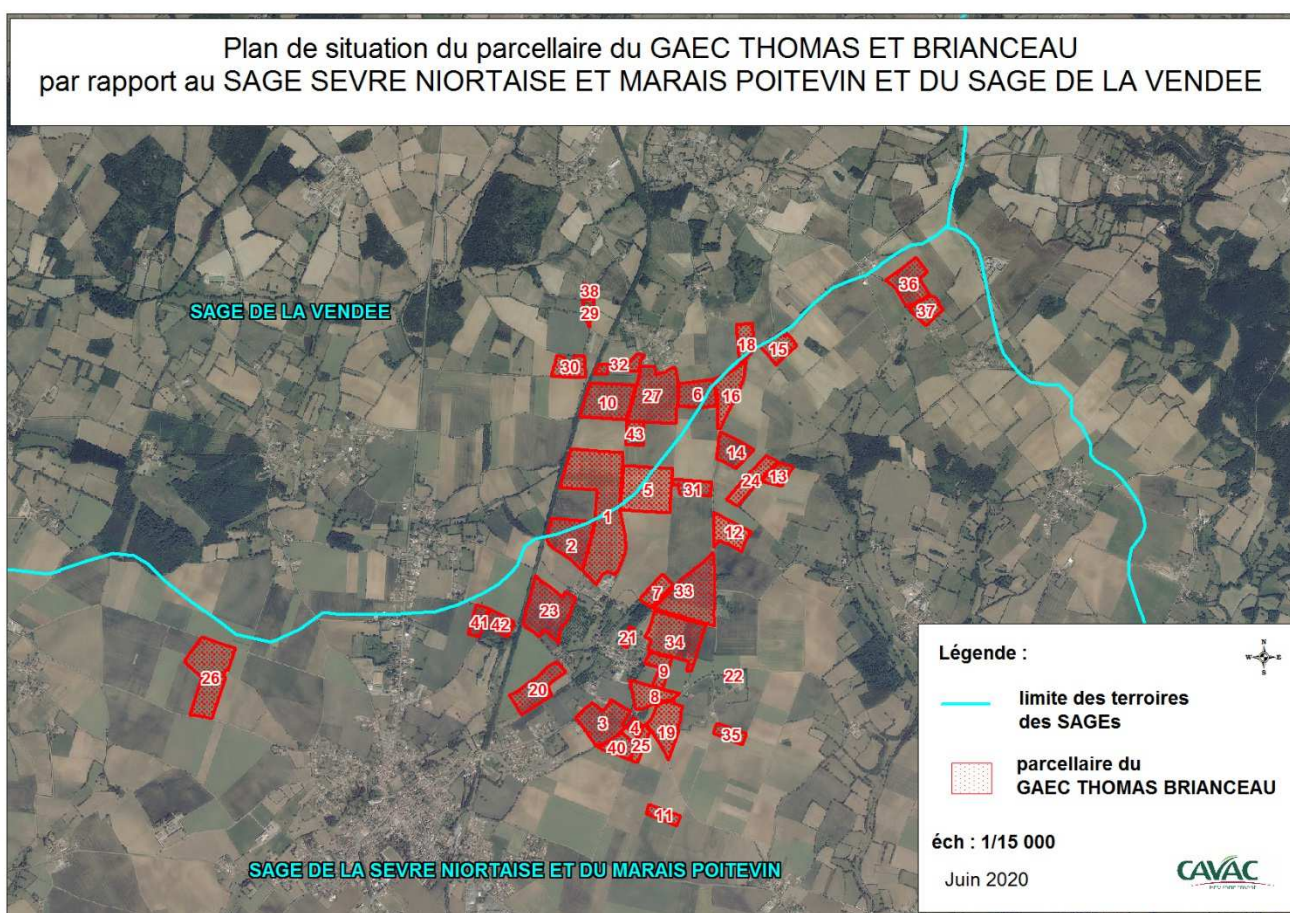 Plan de situation du parcellaire du GAEC THOMAS ET BRIANCEAU
par rapport au SAGE SEVRE NIORTAISE ET MARAIS POITEVIN ET DU SAGE DE LA VENDEE
SAGE DE LA VENDEE
38
29
36
37
18
15
30
32
10
27
6
16
43
14
5
31
24
13
1
2
12
7
33
23
41
42
21
34
26
9
22
20
8
3
4
19
35
40
25
11
SAGE DE LA SEVRE NIORTAISE ET DU MARAIS POITEVIN
Légende :
N
W
E
S
limite des terroires
des SAGEs
parcellaire du
GAEC THOMAS BRIANCEAU
éch : 1/15 000
Juin 2020
CAVAC